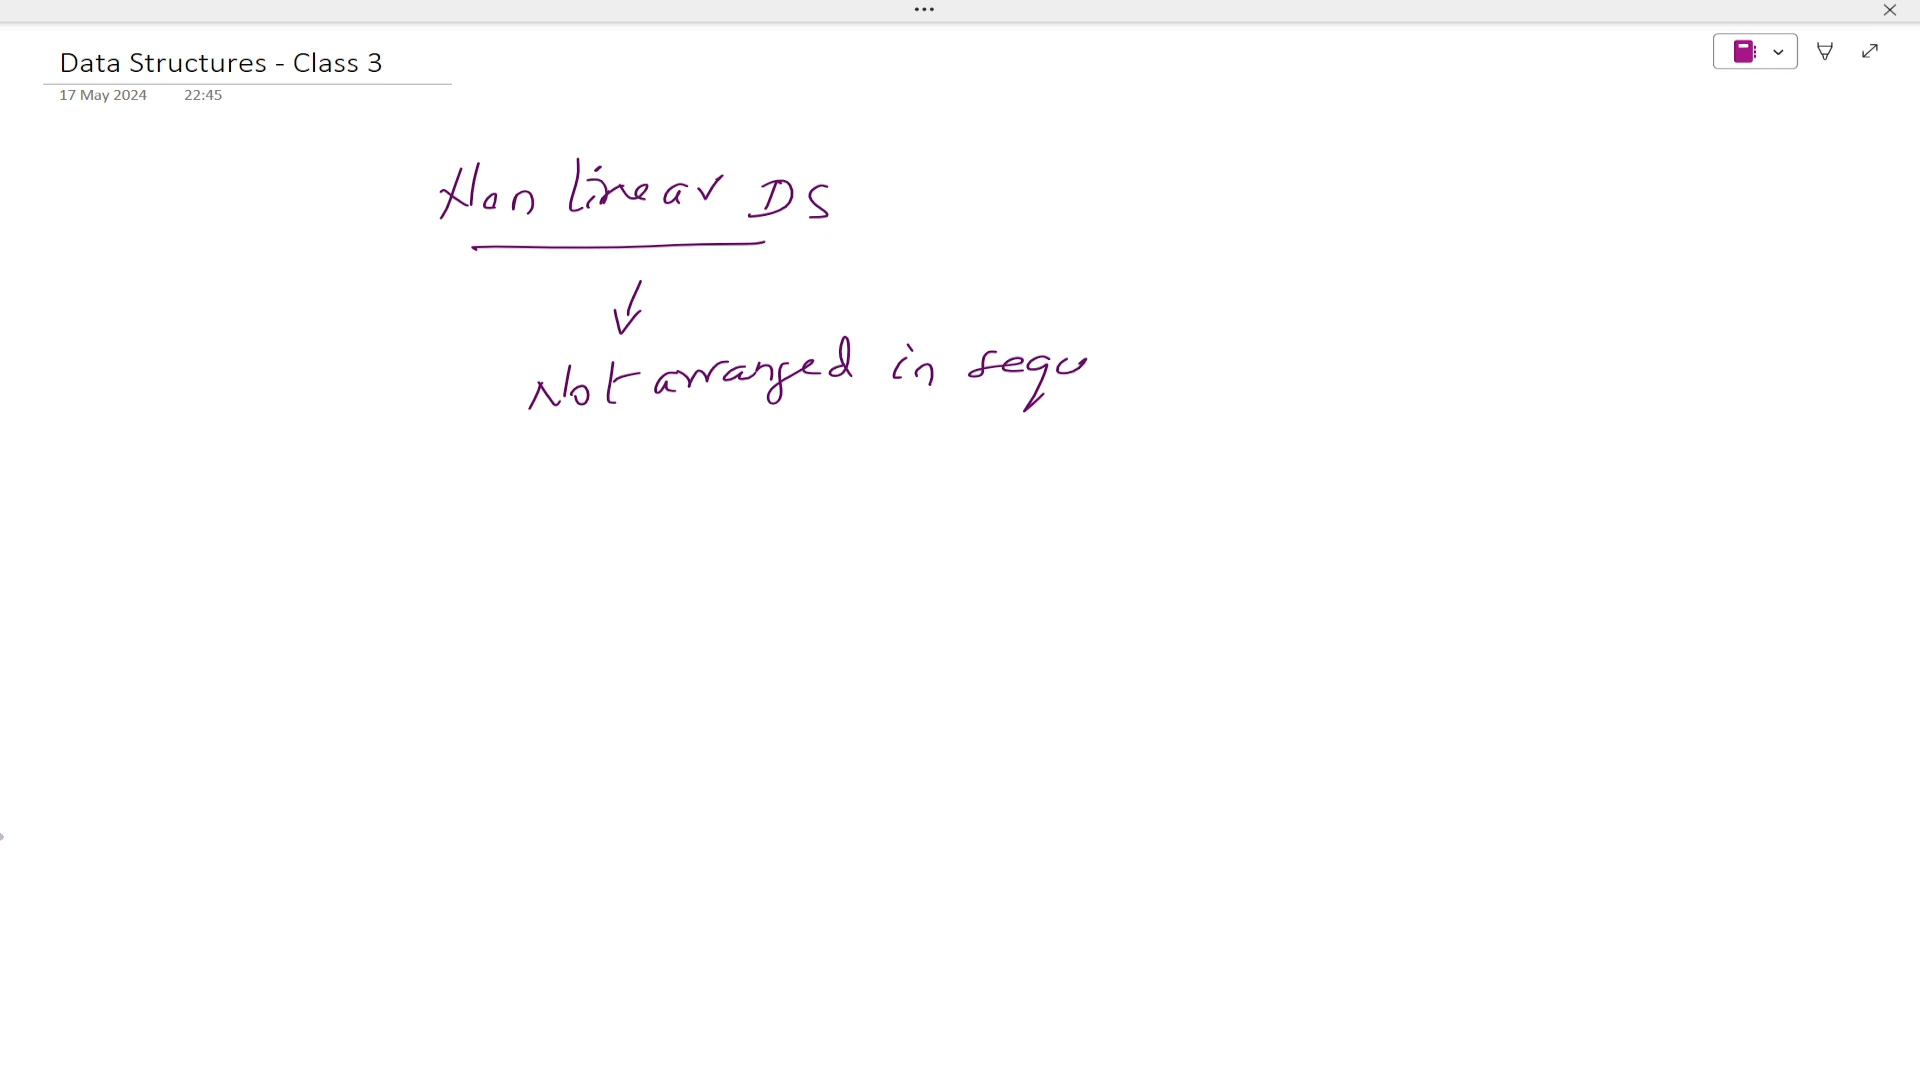 Data Structures - Class 3
17 May 2024 22:45
Non linear DS
Not arranged in sequ